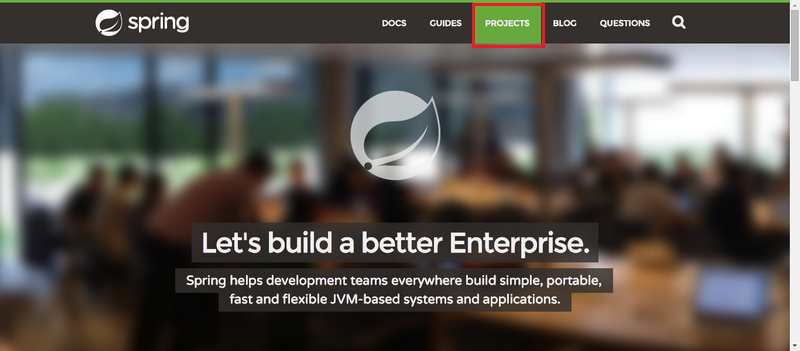 spring
DOCS GUIDES PROJECTS BLOG QUESTIONS
Let's build a better Enterprise.
Spring helps development teams everywhere build simple, portable,
fast and flexible JVM-based systems and applications.